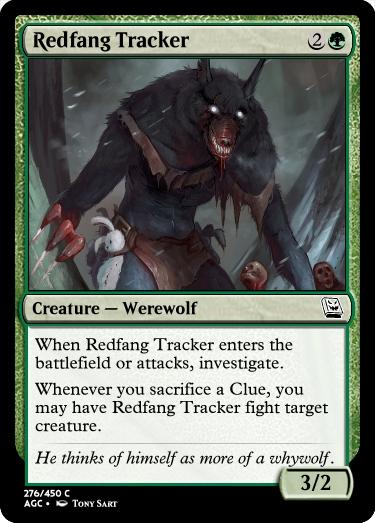 Redfang Tracker 2
Creature — Werewolf
When Redfang Tracker enters the
battlefield or attacks, investigate.
Whenever you sacrifice a Clue, you
may have Redfang Tracker fight target
creature.
He thinks of himself as more of a whywolf.
3/2
276/450 C
AGC • Tony Sart